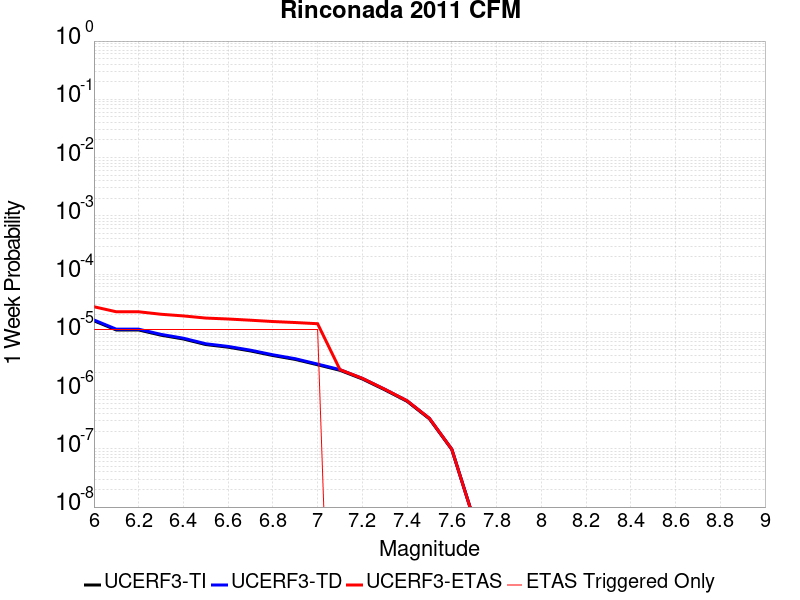 Rinconada 2011 CFM
10^0
10^-1
10^-2
10^-3
10^-4
10^-5
10^-6
10^-7
10^-8
1 Week Probability
6 6.2 6.4 6.6 6.8 7 7.2 7.4 7.6 7.8 8 8.2 8.4 8.6 8.8 9
Magnitude
UCERF3-TI UCERF3-TD UCERF3-ETAS ETAS Triggered Only